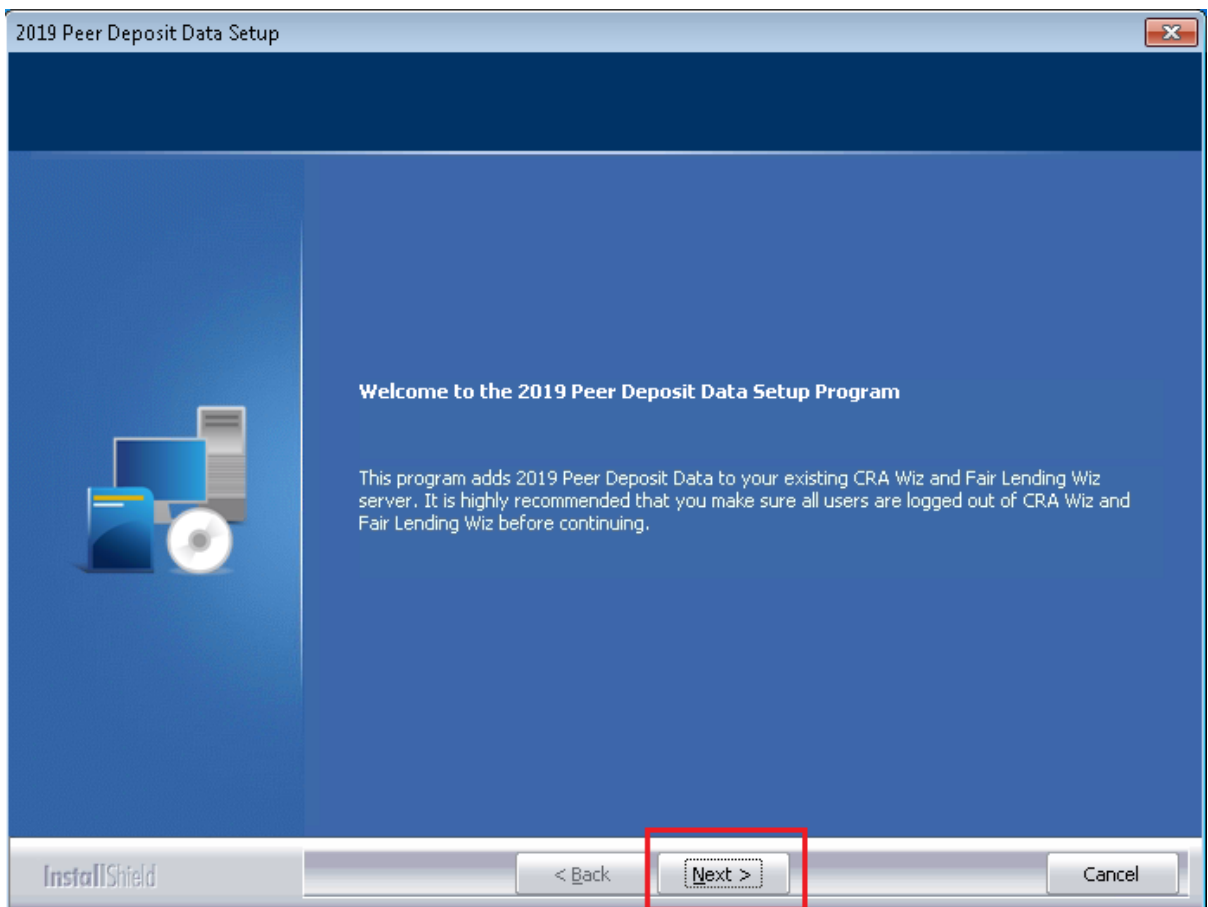 2019 Peer Deposit Data Setup
Welcome to the 2019 Peer Deposit Data Setup Program
This program adds 2019 Peer Deposit Data to your existing CRA Wiz and Fair Lending Wiz
server. It is highly recommended that you make sure all users are logged out of CRA Wiz and
Fair Lending Wiz before continuing.
InstallShield
< Back
Next >
Cancel